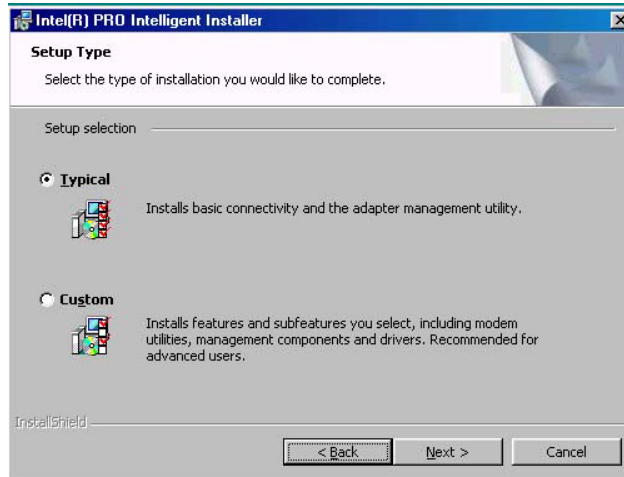 Intel(R) PRO Intelligent Installer
Setup Type
Select the type of installation you would like to complete.
Setup selection
Typical
Installs basic connectivity and the adapter management utility.
Custom
Installs features and subfeatures you select, including modem
utilities, management components and drivers. Recommended for
advanced users.
InstallShield
< Back
Next >
Cancel